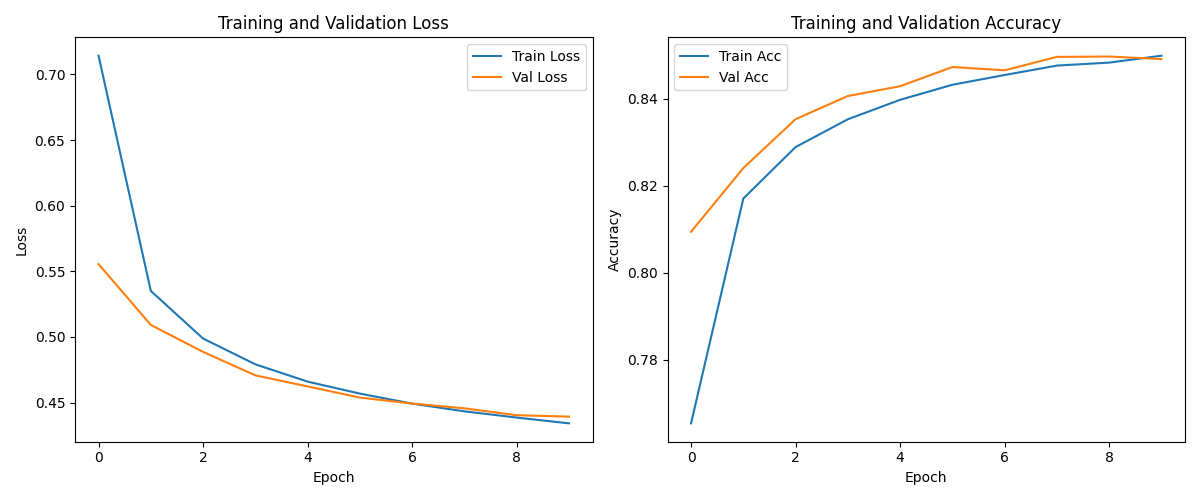 Training and Validation Loss
Train Loss
Val Loss
0.70
0.65
0.60
0.55
0.50
0.45
Loss
0 2 4 6 8
Epoch
Training and Validation Accuracy
Train Acc
Val Acc
0.84
0.82
0.80
0.78
Accuracy
0 2 4 6 8
Epoch